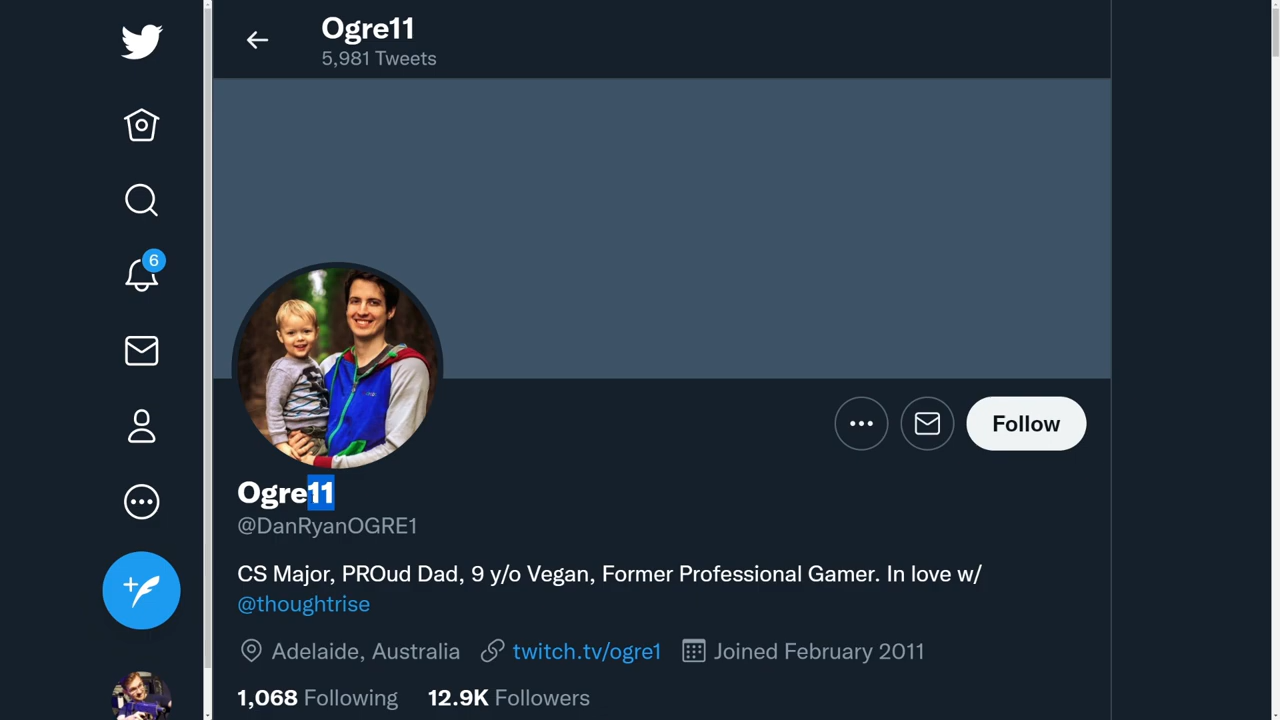 Ogre11
5,981 Tweets
6
Follow
Ogre11
@DanRyanOGRE1
CS Major, PROud Dad, 9 y/o Vegan, Former Professional Gamer. In love w/
@thoughtrise
Adelaide, Australia twitch.tv/ogre1 Joined February 2011
1,068 Following 12.9K Followers